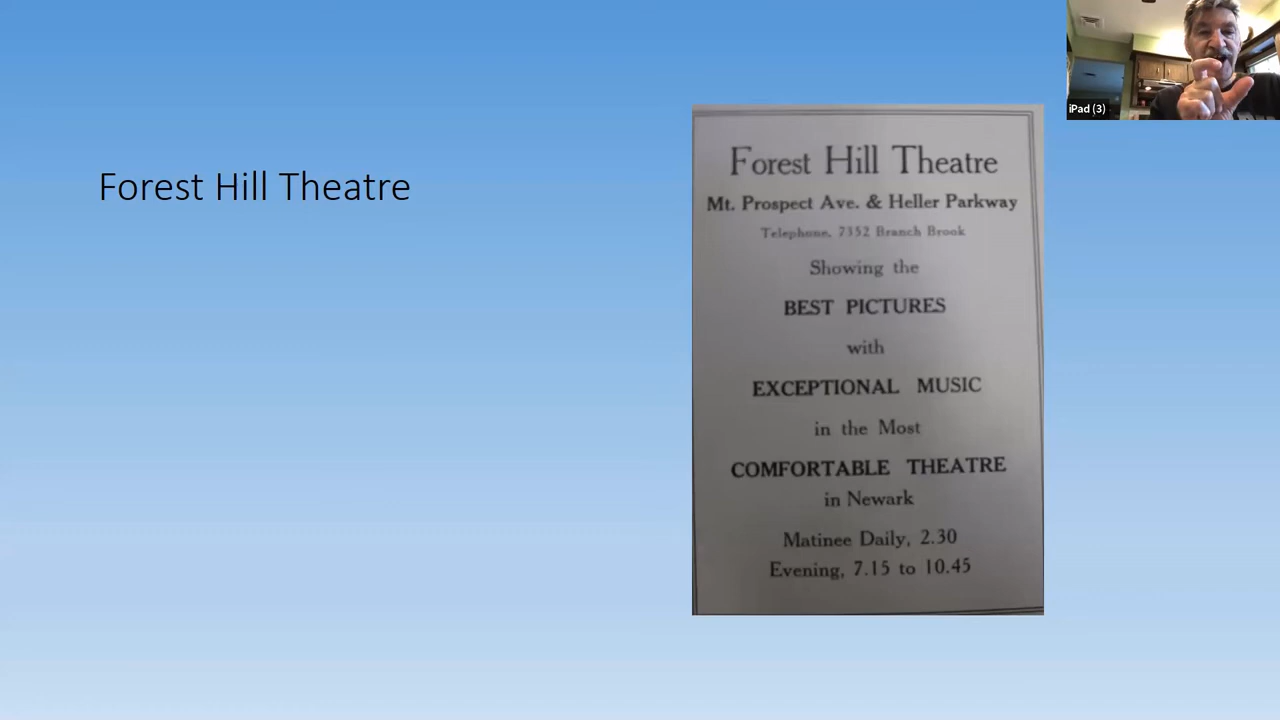 Forest Hill Theatre
Forest Hill Theatre
Mt. Prospect Ave. & Heller Parkway
Telephone, 7352 Branch Brook
Showing the
BEST PICTURES
with
EXCEPTIONAL MUSIC
in the Most
COMFORTABLE THEATRE
in Newark
Matinee Daily, 2.30
Evening, 7.15 to 10.45
iPad (3)